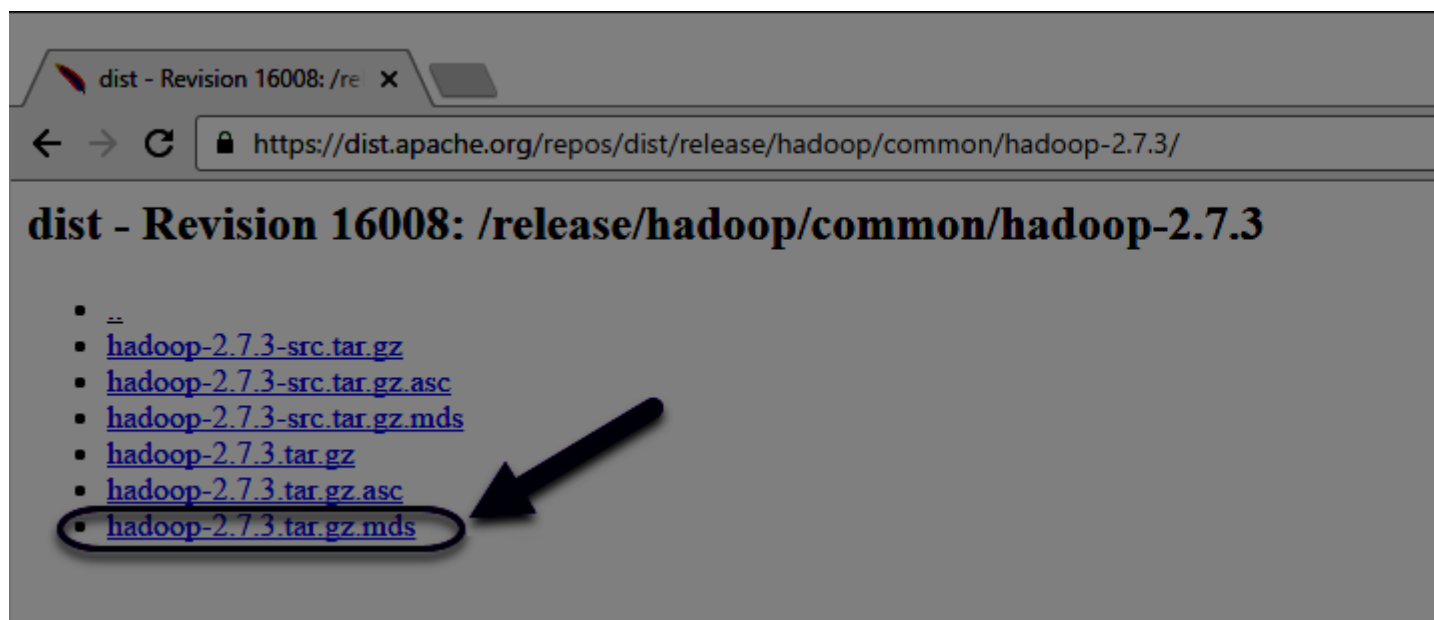 dist - Revision 16008: /re
https://dist.apache.org/repos/dist/release/hadoop/common/hadoop-2.7.3/
dist - Revision 16008: /release/hadoop/common/hadoop-2.7.3
..
hadoop-2.7.3-src.tar.gz
hadoop-2.7.3-src.tar.gz.asc
hadoop-2.7.3-src.tar.gz.mds
hadoop-2.7.3.tar.gz
hadoop-2.7.3.tar.gz.asc
hadoop-2.7.3.tar.gz.mds